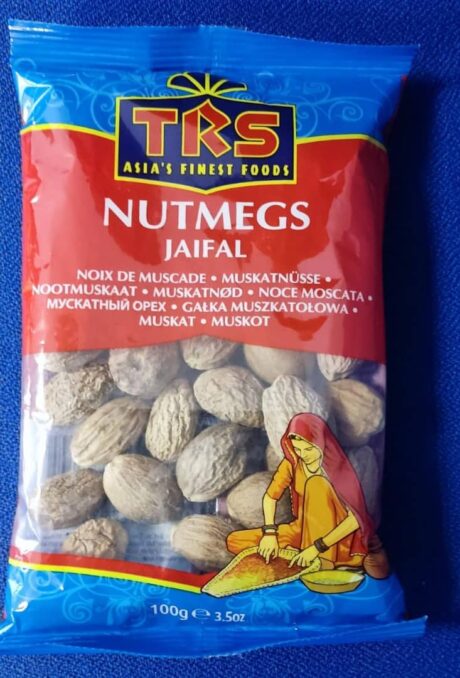 TRS
ASIA'S FINEST FOODS
NUTMEGS
JAIFAL
NOIX DE MUSCADE • MUSKATNÜSSE •
NOOTMUSKAAT • MUSKATNØD • NOCE MOSCATA •
МУСКАТНЫЙ ОРЕХ • GAŁKA MUSZKATOŁOWA •
MUSKAT • MUSKOT
100g ℮ 3.5oz